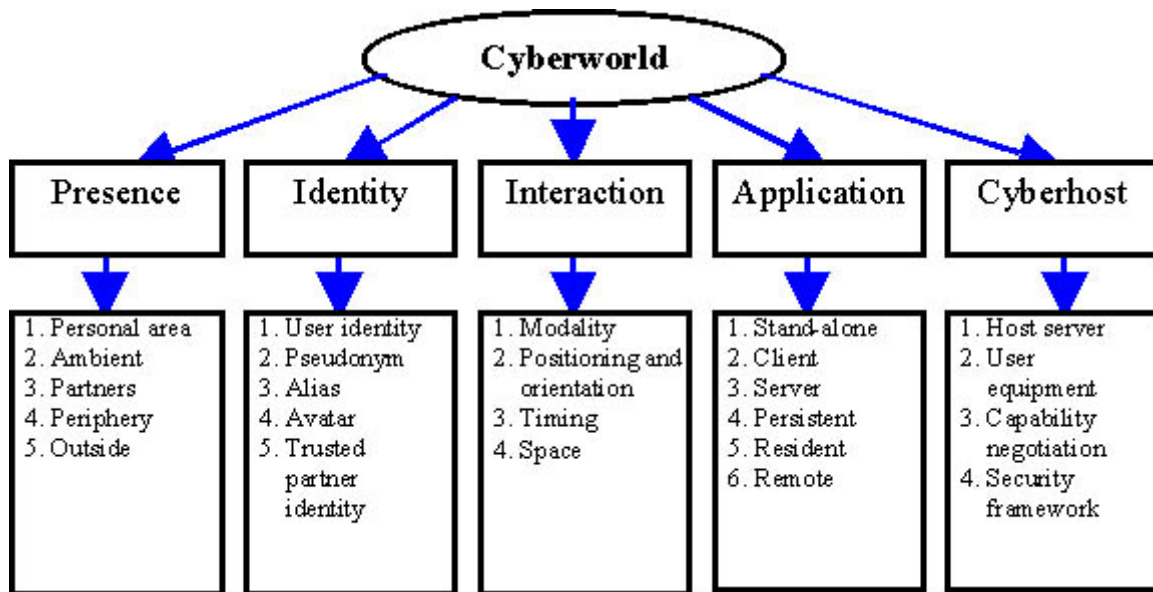 Cyberworld
Presence
Identity
Interaction
Application
Cyberhost
1. Personal area
2. Ambient
3. Partners
4. Periphery
5. Outside
1. User identity
2. Pseudonym
3. Alias
4. Avatar
5. Trusted
partner
identity
1. Modality
2. Positioning and
orientation
3. Timing
4. Space
1. Stand-alone
2. Client
3. Server
4. Persistent
5. Resident
6. Remote
1. Host server
2. User
equipment
3. Capability
negotiation
4. Security
framework